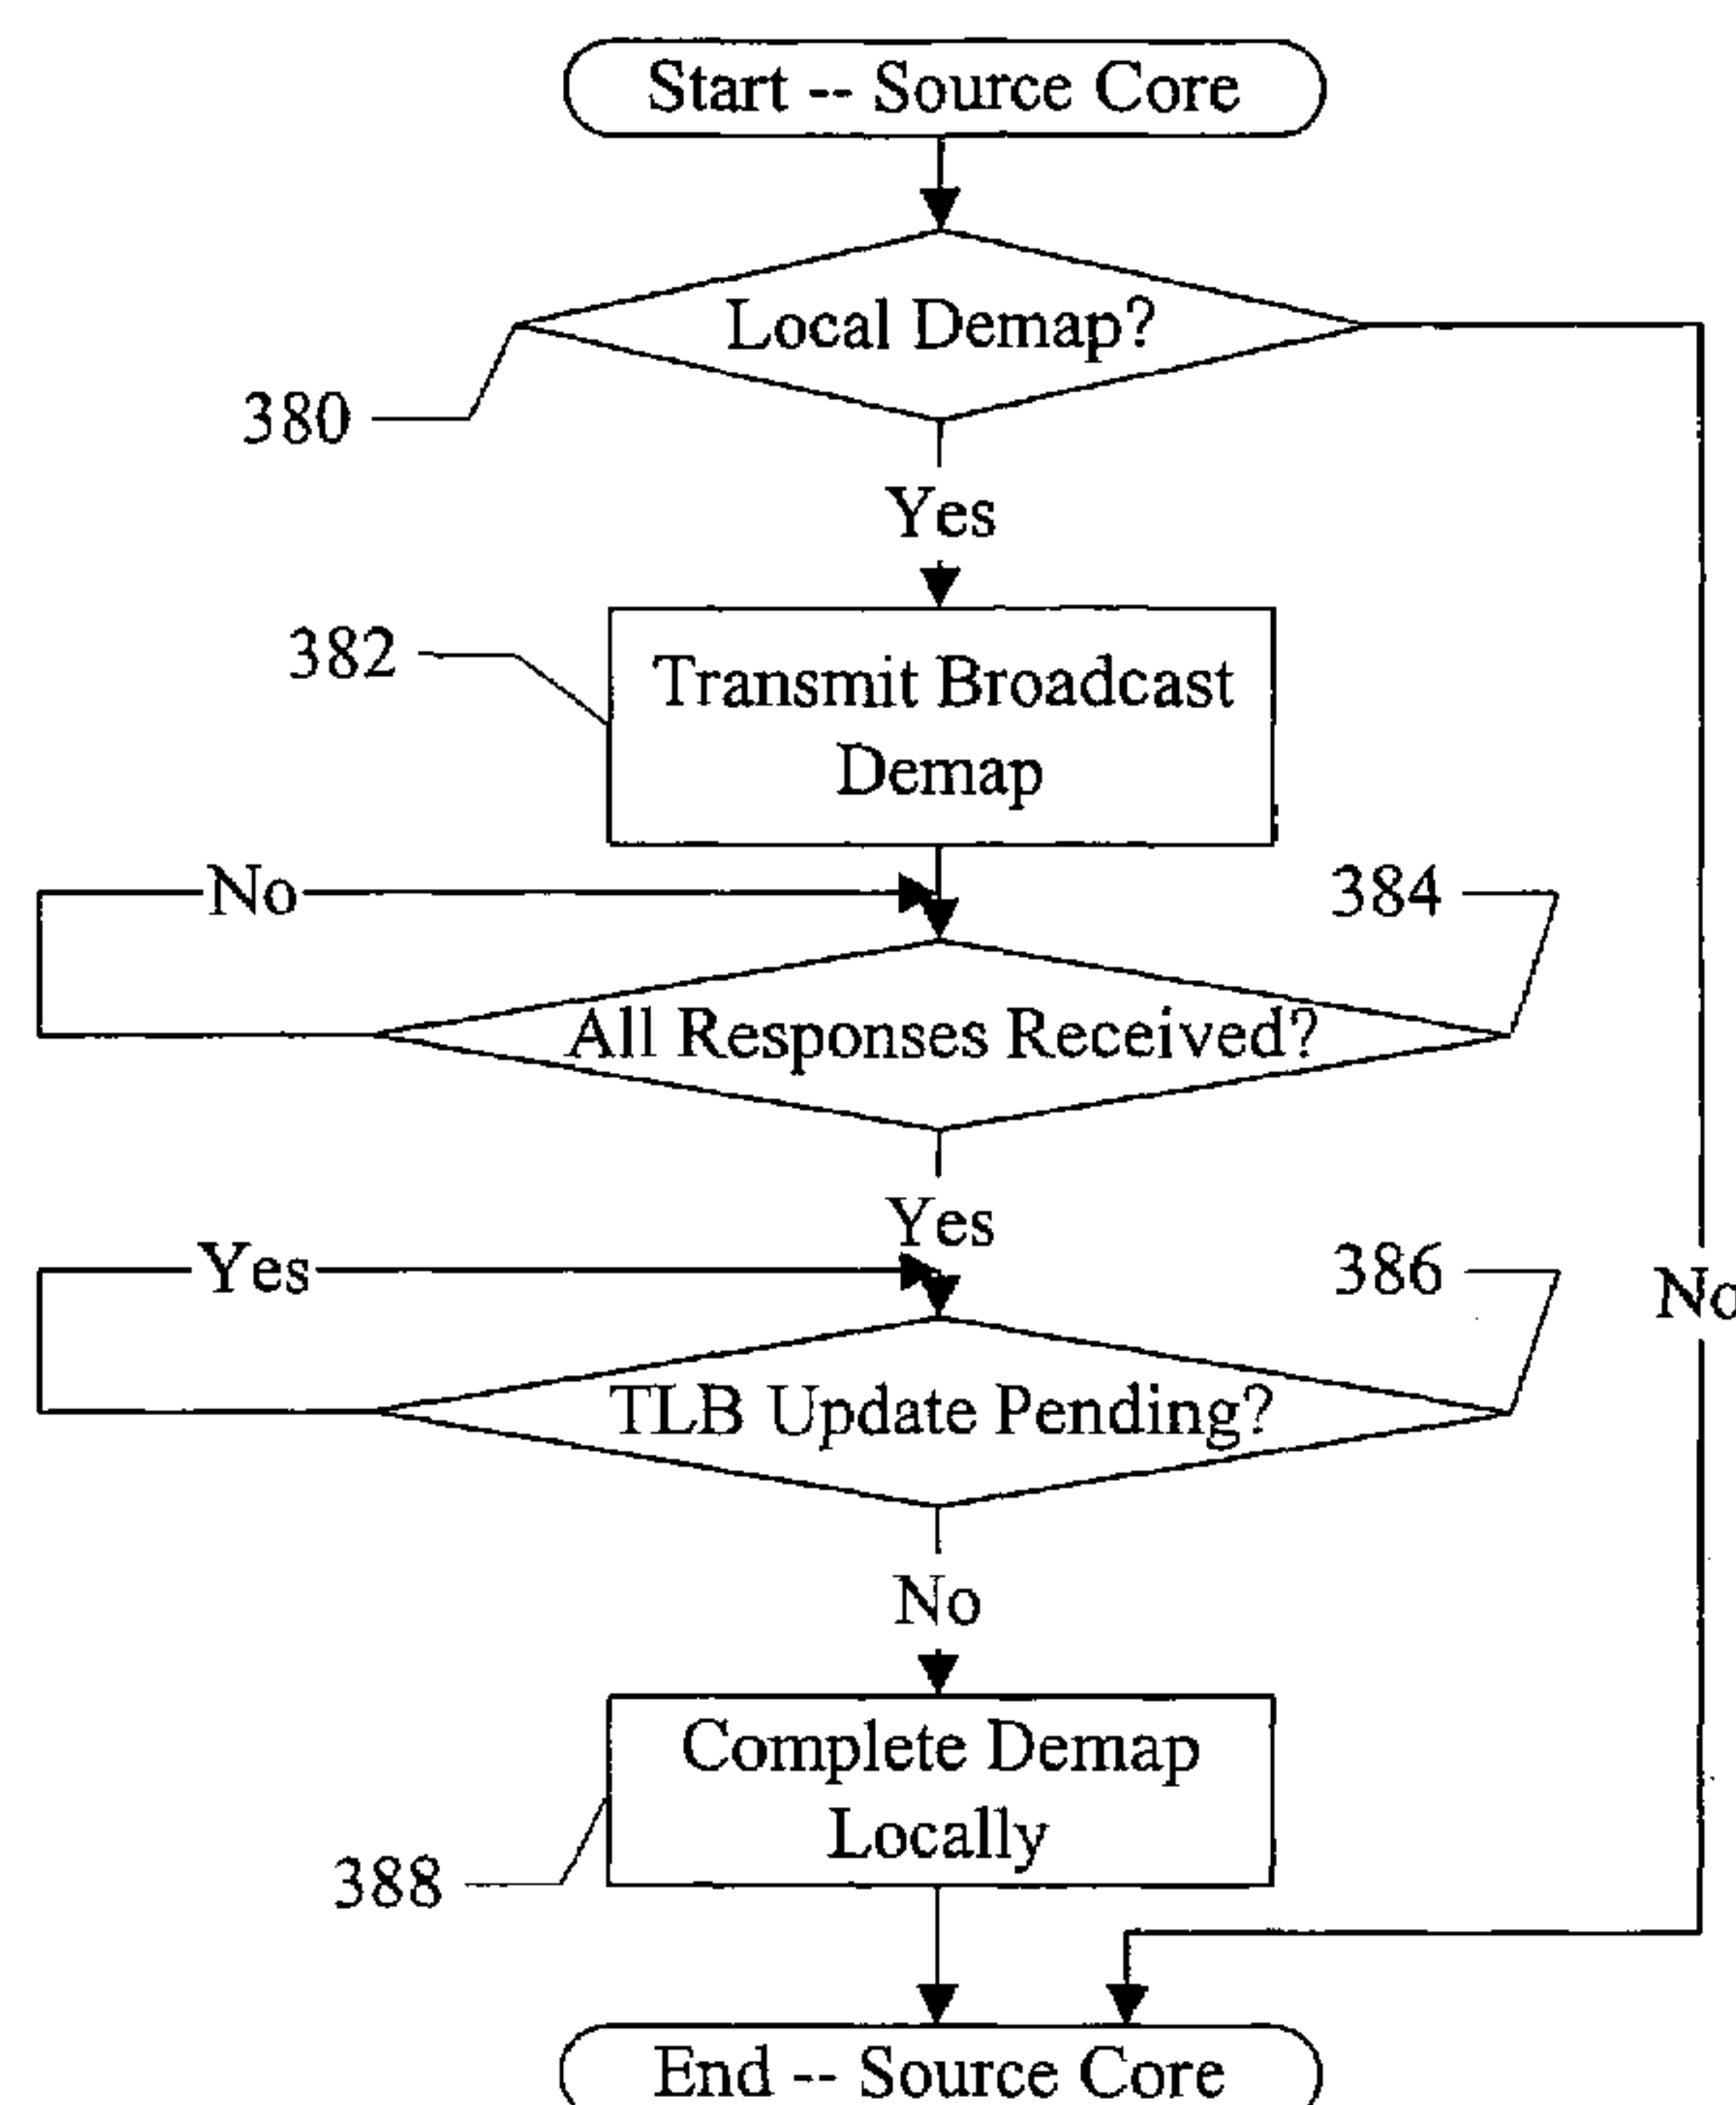 Start -- Source Core
Local Demap?
380
Yes
382
Transmit Broadcast
Demap
No
384
All Responses Received?
Yes
Yes
386
No
TLB Update Pending?
No
Complete Demap
Locally
388
End -- Source Core